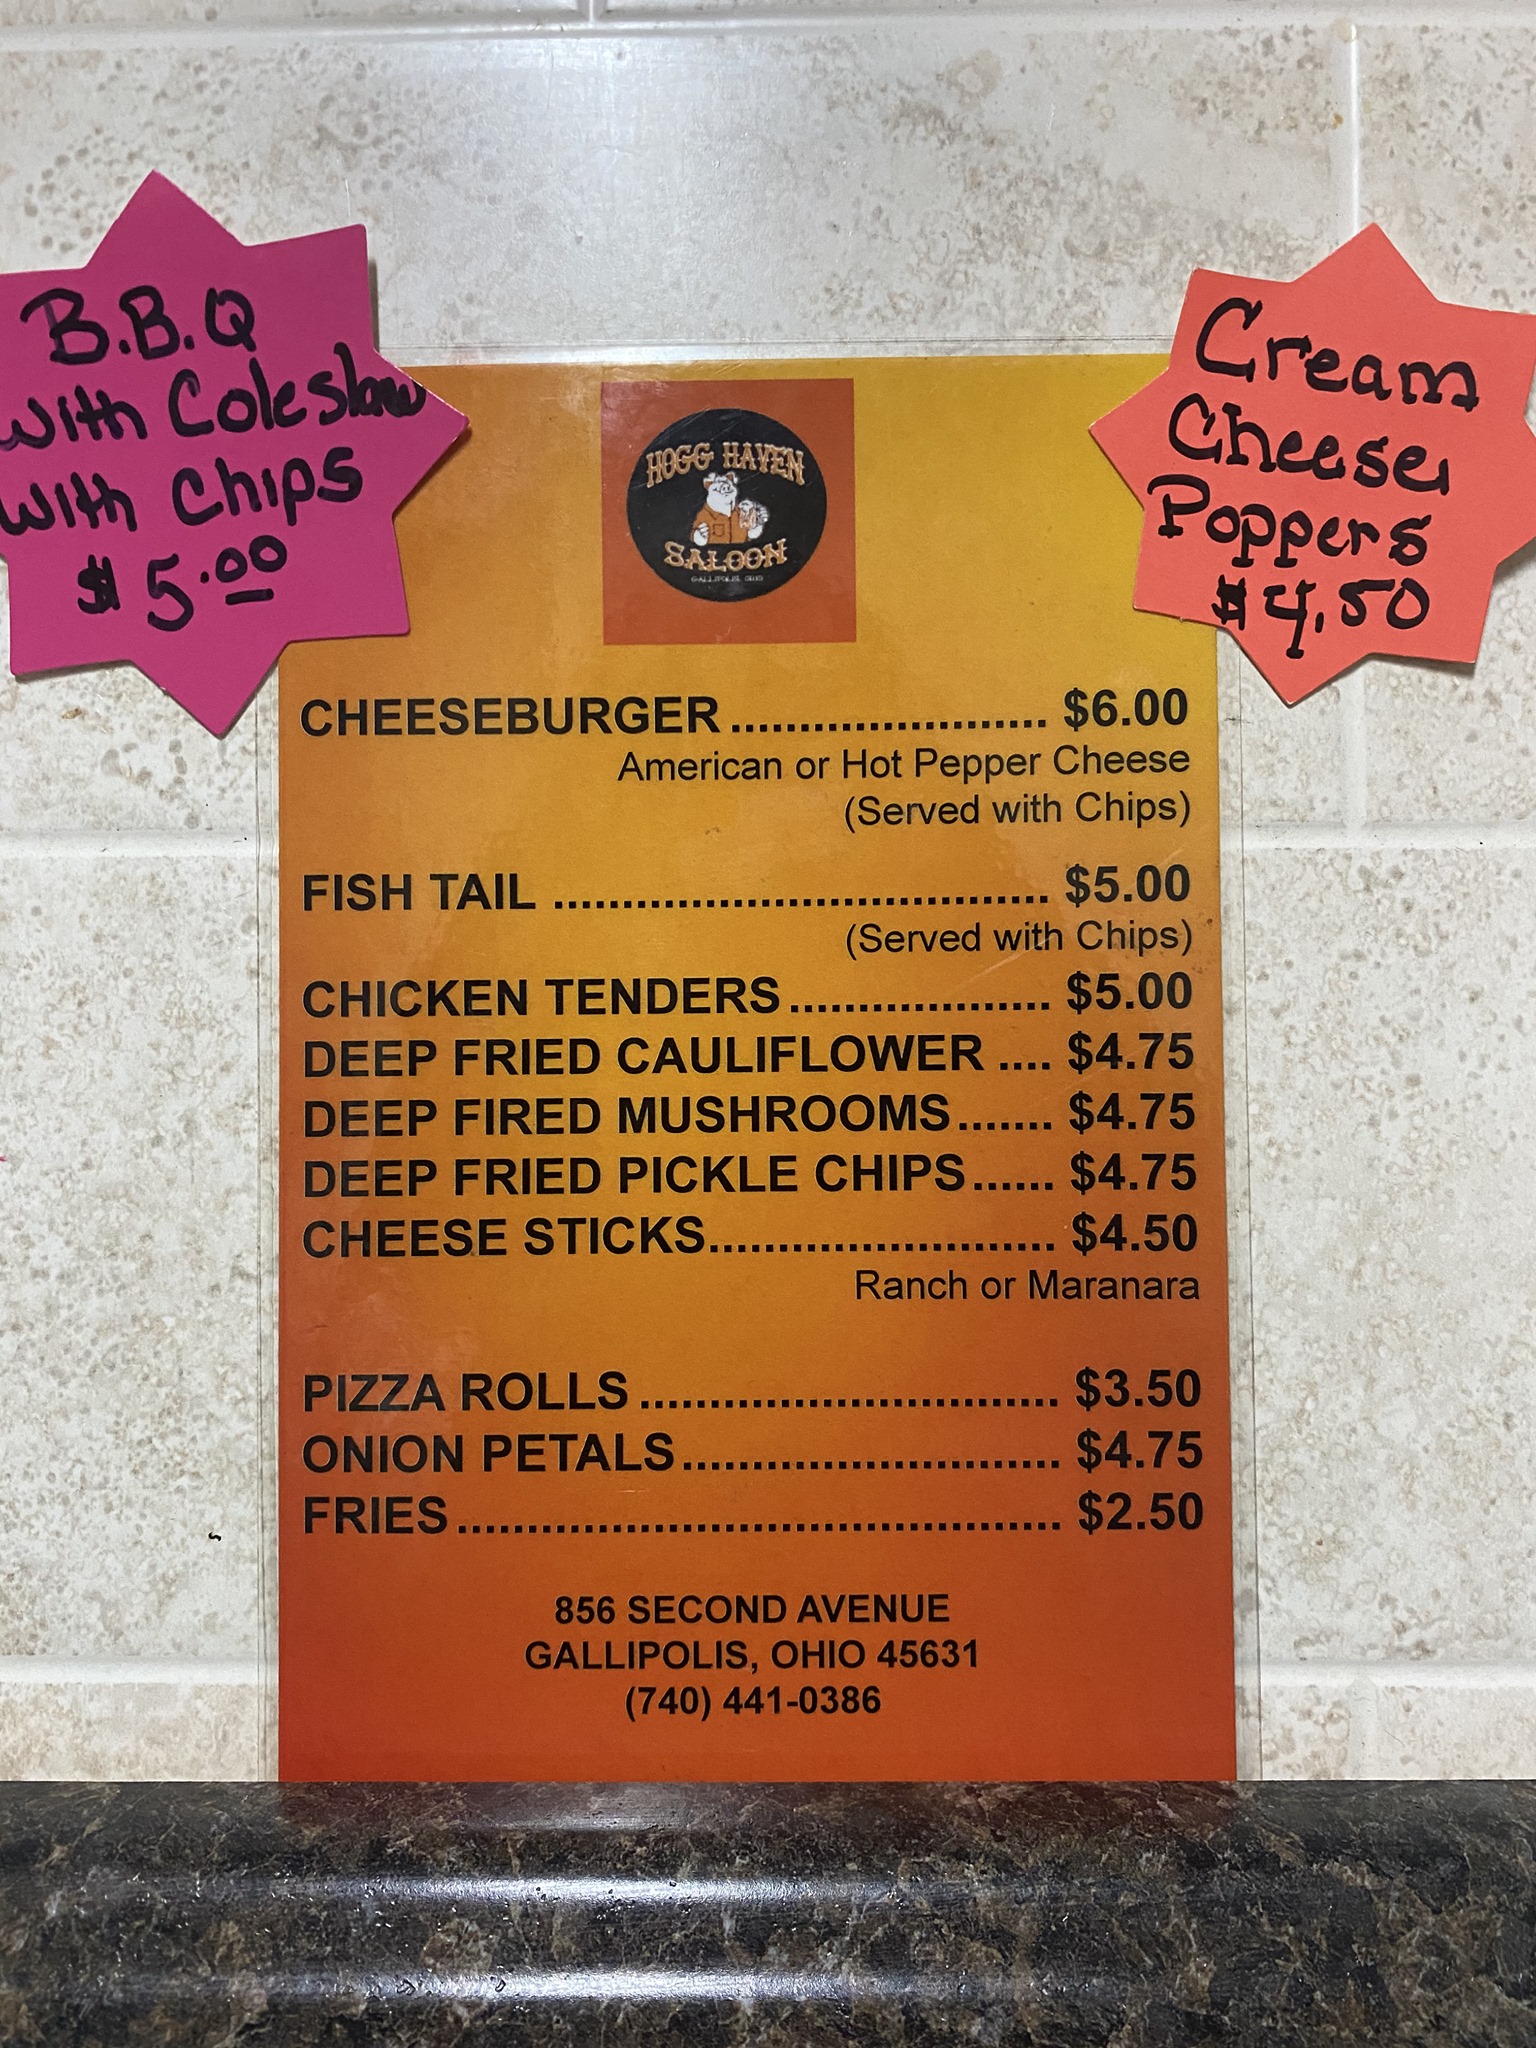 B.B.Q
with Coleslaw
with Chips
$5.00
Cream
Cheese
Poppers
$4.50
HOGG HAVEN
SALOON
GALLIPOLIS, OHIO
CHEESEBURGER ....................... $6.00
American or Hot Pepper Cheese
(Served with Chips)
FISH TAIL .................................... $5.00
(Served with Chips)
CHICKEN TENDERS ................... $5.00
DEEP FRIED CAULIFLOWER .... $4.75
DEEP FIRED MUSHROOMS....... $4.75
DEEP FRIED PICKLE CHIPS...... $4.75
CHEESE STICKS......................... $4.50
Ranch or Maranara
PIZZA ROLLS .............................. $3.50
ONION PETALS........................... $4.75
FRIES ........................................... $2.50
856 SECOND AVENUE
GALLIPOLIS, OHIO 45631
(740) 441-0386